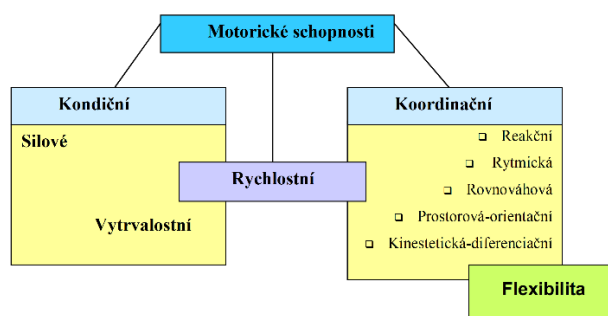 Motorické schopnosti
Kondiční
Silové
Vytrvalostní
Rychlostní
Koordinační
Reakční
Rytmická
Rovnováhová
Prostorová-orientační
Kinestetická-diferenciační
Flexibilita